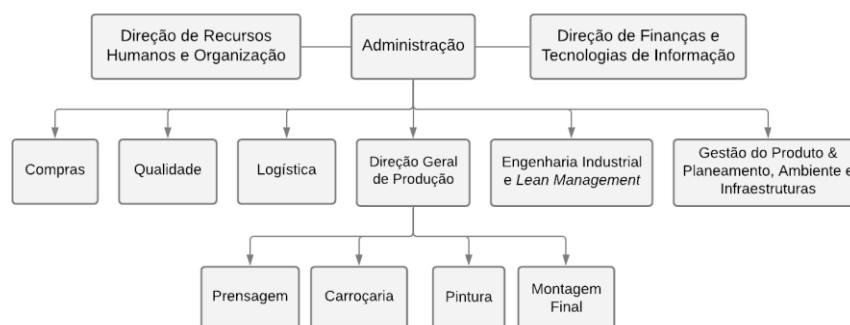 Direção de Recursos
Humanos e Organização
Administração
Direção de Finanças e
Tecnologias de Informação
Compras
Qualidade
Logística
Direção Geral
de Produção
Engenharia Industrial
e Lean Management
Gestão do Produto &
Planeamento, Ambiente e
Infraestruturas
Prensagem
Carroçaria
Pintura
Montagem
Final